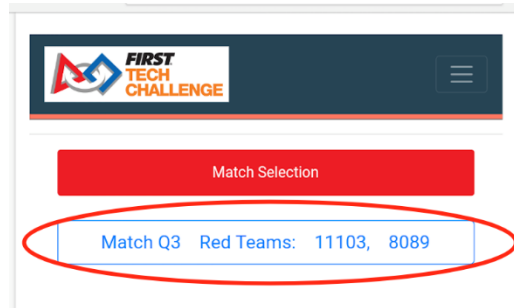 FIRST
TECH
CHALLENGE
Match Selection
Match Q3 Red Teams: 11103, 8089